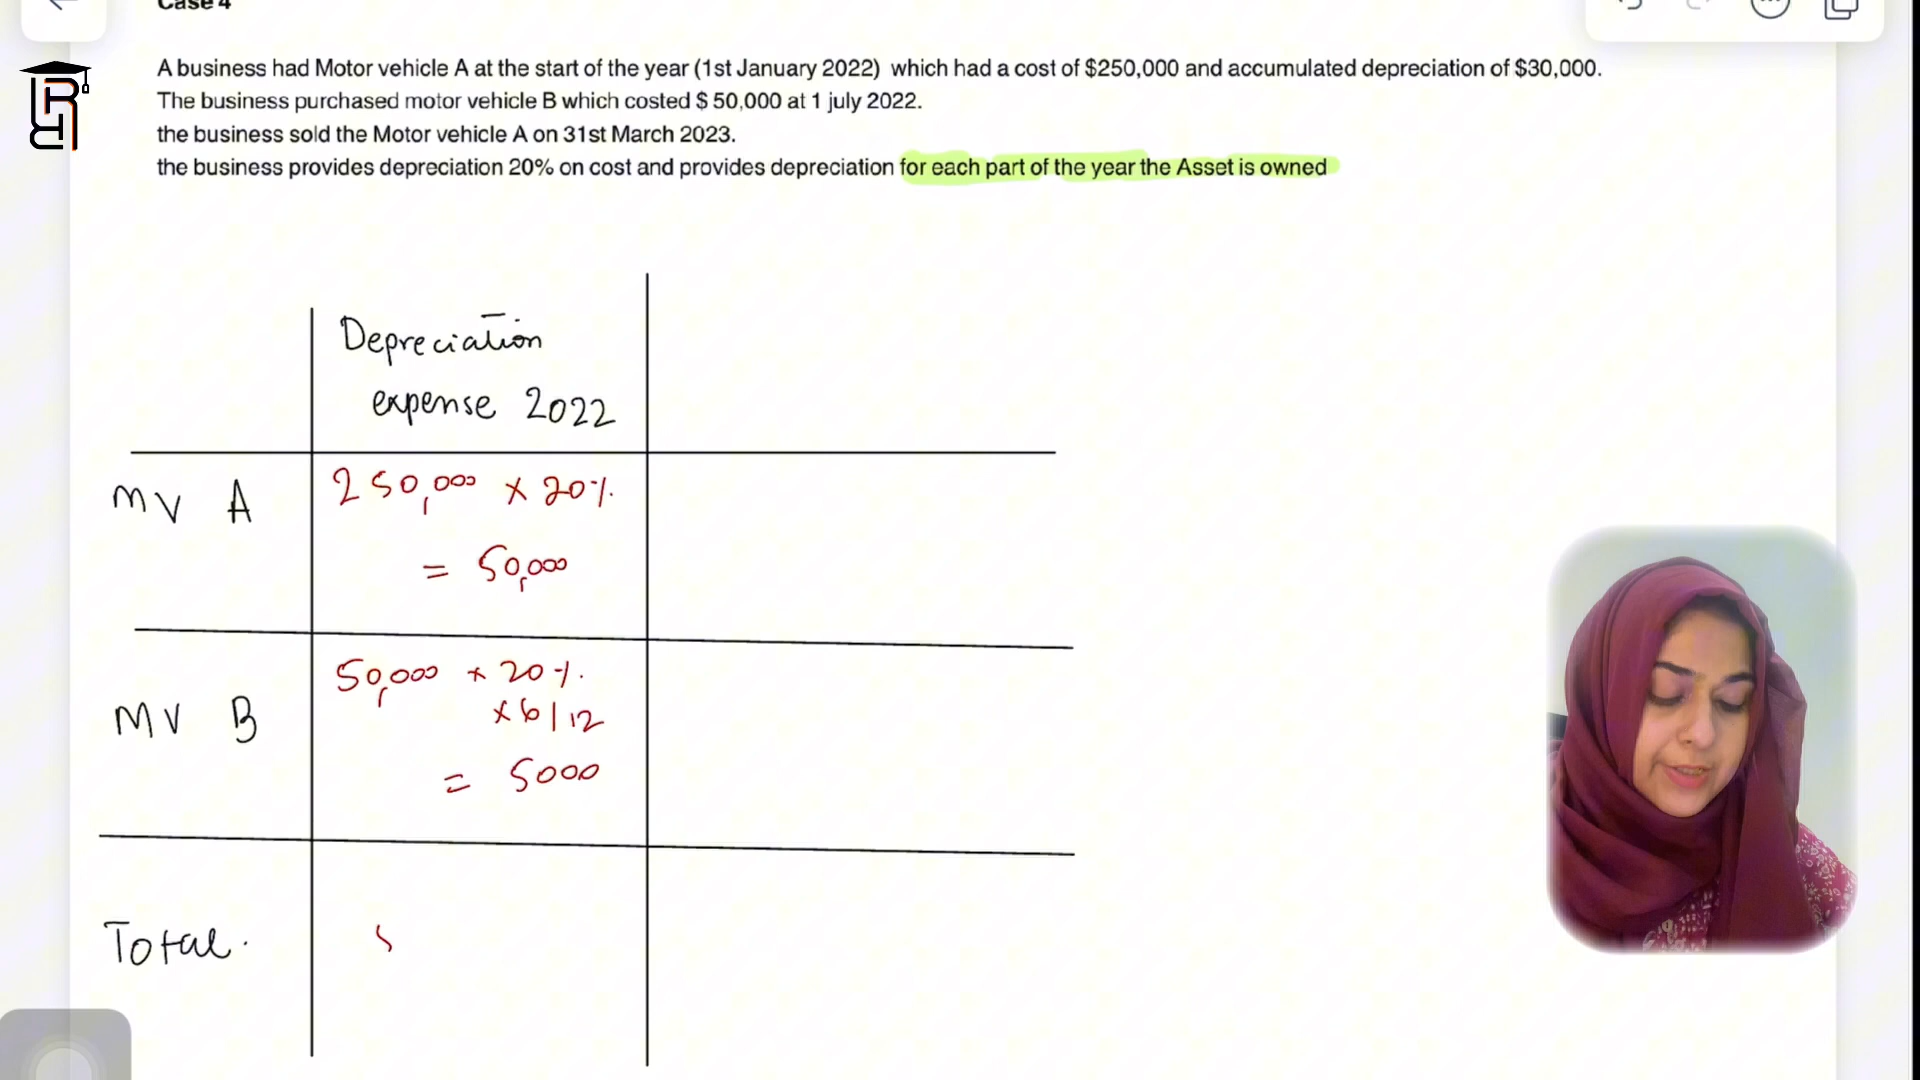 Case 4
A business had Motor vehicle A at the start of the year (1st January 2022) which had a cost of $250,000 and accumulated depreciation of $30,000.
The business purchased motor vehicle B which costed $ 50,000 at 1 july 2022.
the business sold the Motor vehicle A on 31st March 2023.
the business provides depreciation 20% on cost and provides depreciation for each part of the year the Asset is owned
Depreciation
expense 2022
MV A
250,000 x 20%
= 50,000
MV B
50,000 x 20%
x 6/12
= 5000
Total.